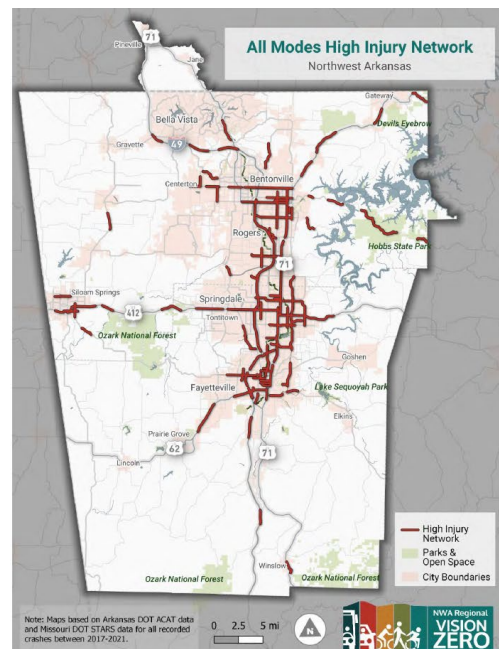 All Modes High Injury Network
Northwest Arkansas
71
Pineville
Jane
Gateway
Devils Eyebrow
Bella Vista
Gravette
49
Bentonville
Centerton
Rogers
Hobbs State Park
71
Siloam Springs
Springdale
412
Tontitown
Ozark National Forest
Goshen
Fayetteville
Lake Sequoyah Park
Elkins
Prairie Grove
62
71
Lincoln
High Injury
Network
Parks &
Open Space
City Boundaries
Winslow
Ozark National Forest
Ozark National Forest
Note: Maps based on Arkansas DOT ACAT data
and Missouri DOT STARS data for all recorded
crashes between 2017-2021.
0 2.5 5 mi
N
NWA Regional
VISION
ZERO